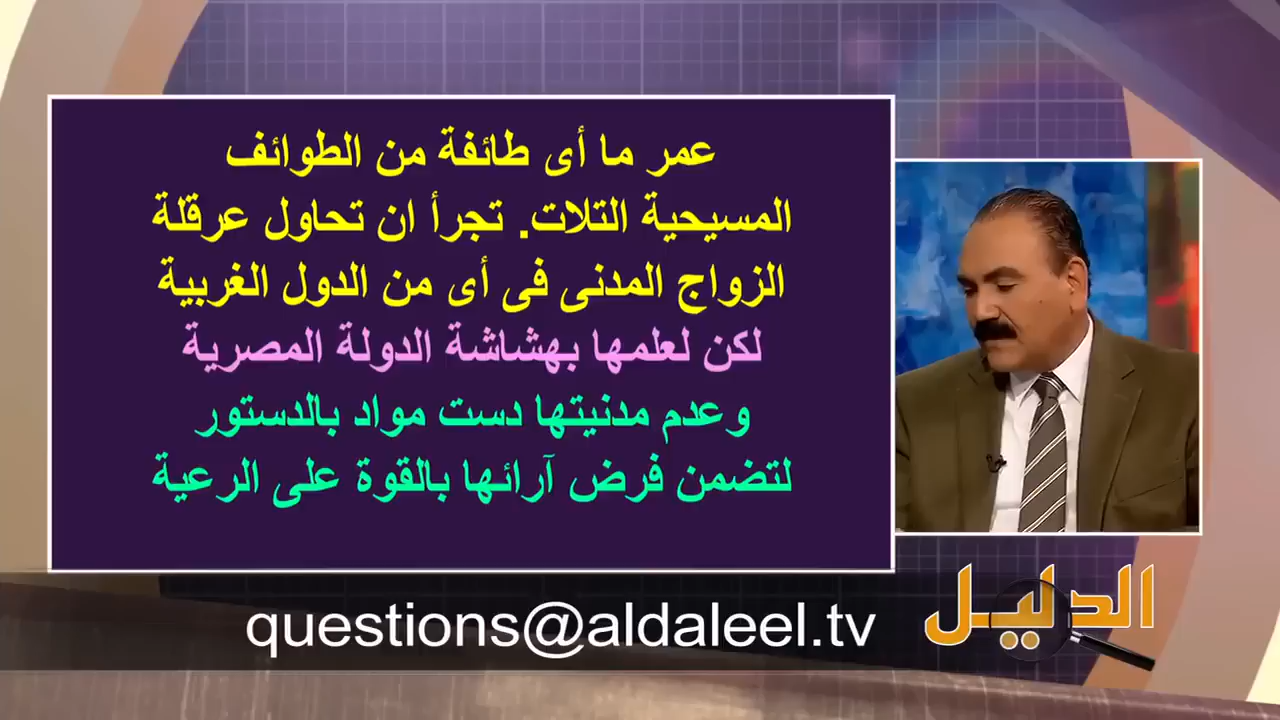 عمر ما أى طائفة من الطوائف
المسيحية التلات. تجرأ ان تحاول عرقلة
الزواج المدنى فى أى من الدول الغربية
لكن لعلمها بهشاشة الدولة المصرية
وعدم مدنيتها دست مواد بالدستور
لتضمن فرض آرائها بالقوة على الرعية
questions@aldaleel.tv
الدليل